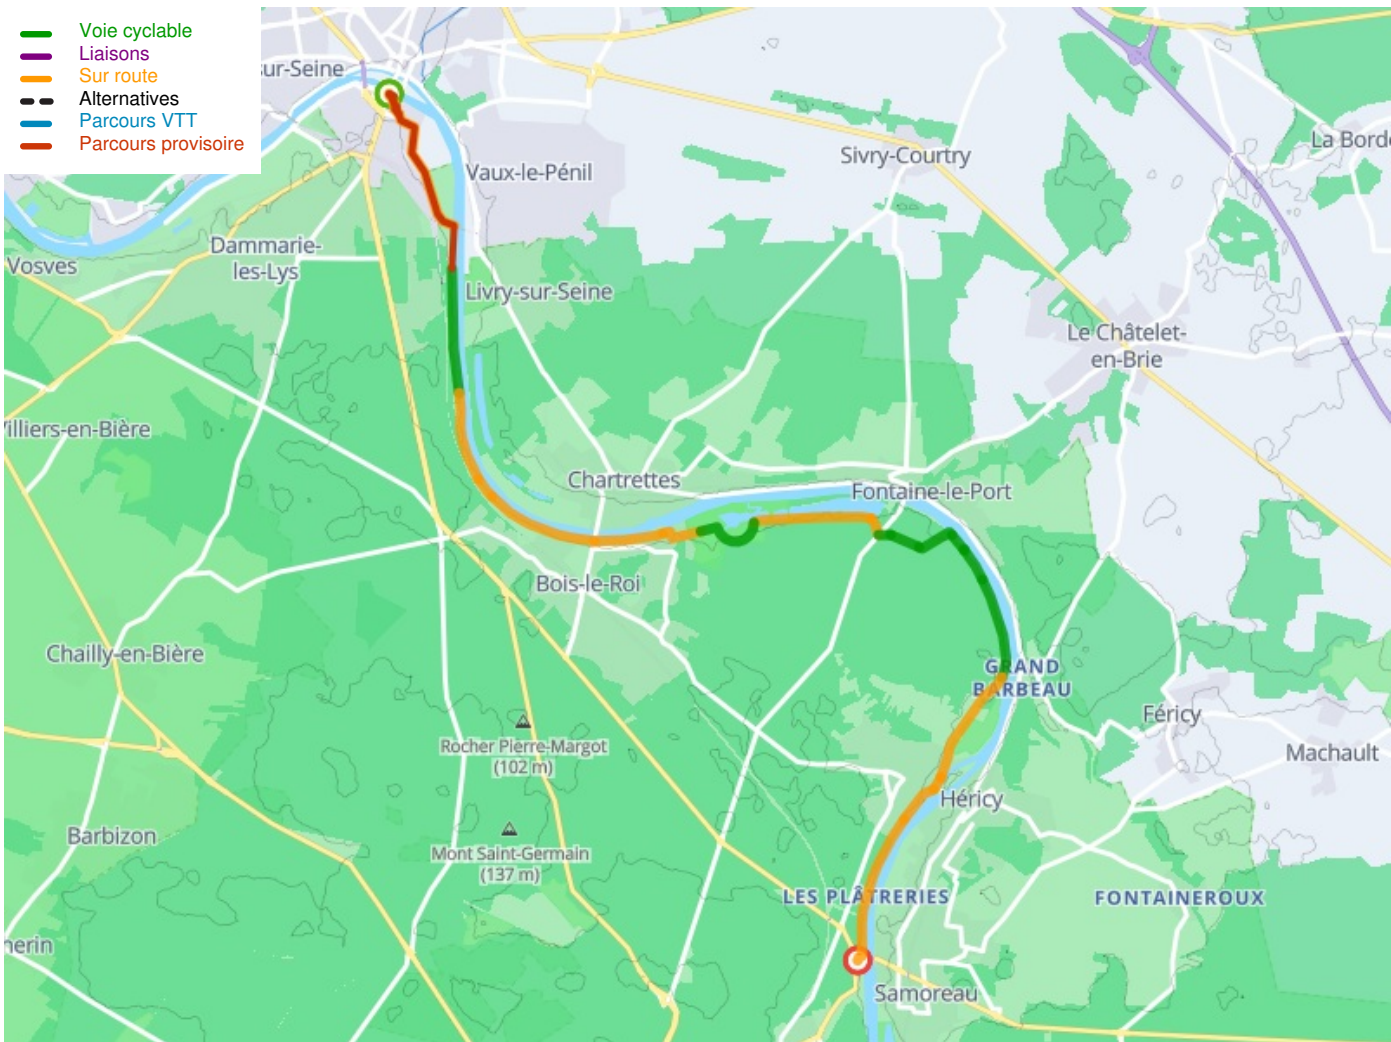 Voie cyclable
Liaisons
Sur route
Alternatives
Parcours VTT
Parcours provisoire
sur-Seine
La Borde
Sivry-Courtry
Vaux-le-Pénil
Dammarie-
les-Lys
Vosves
Livry-sur-Seine
Le Châtelet-
en-Brie
illiers-en-Bière
Chartrettes
Fontaine-le-Port
Bois-le-Roi
Chailly-en-Bière
GRAND
BARBEAU
Féricy
Rocher Pierre-Margot
(102 m)
Machault
Héricy
Barbizon
Mont Saint-Germain
(137 m)
LES PLÂTRERIES
FONTAINEROUX
herin
Samoreau